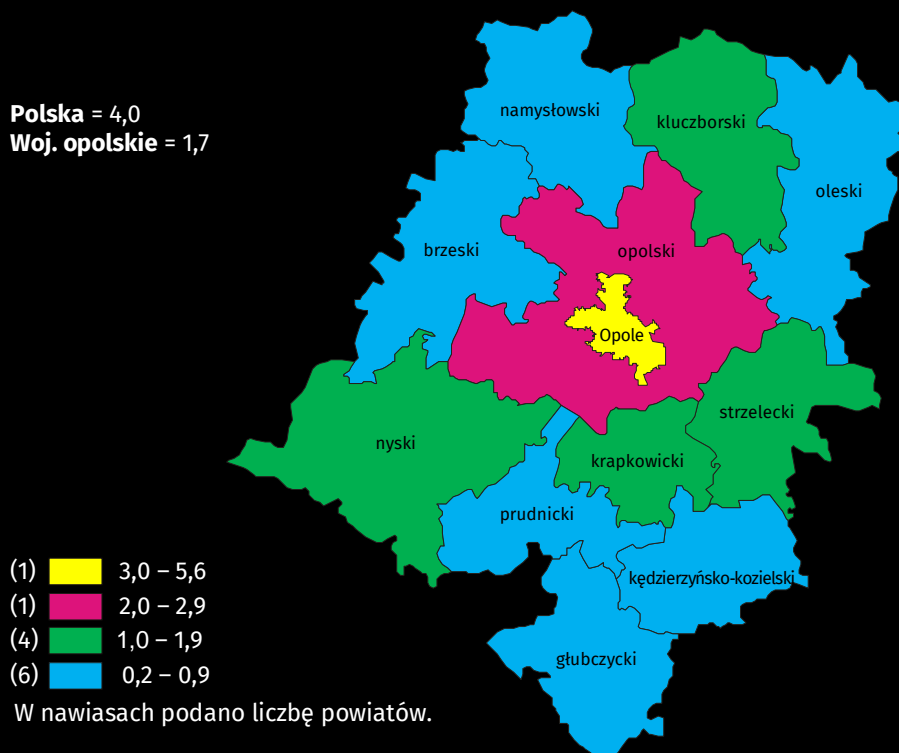 Polska = 4,0
Woj. opolskie = 1,7
namysłowski
kluczborski
oleski
brzeski
opolski
Opole
strzelecki
nyski
krapkowicki
prudnicki
kędzierzyńsko-kozielski
głubczycki
(1) 3,0 – 5,6
(1) 2,0 – 2,9
(4) 1,0 – 1,9
(6) 0,2 – 0,9
W nawiasach podano liczbę powiatów.